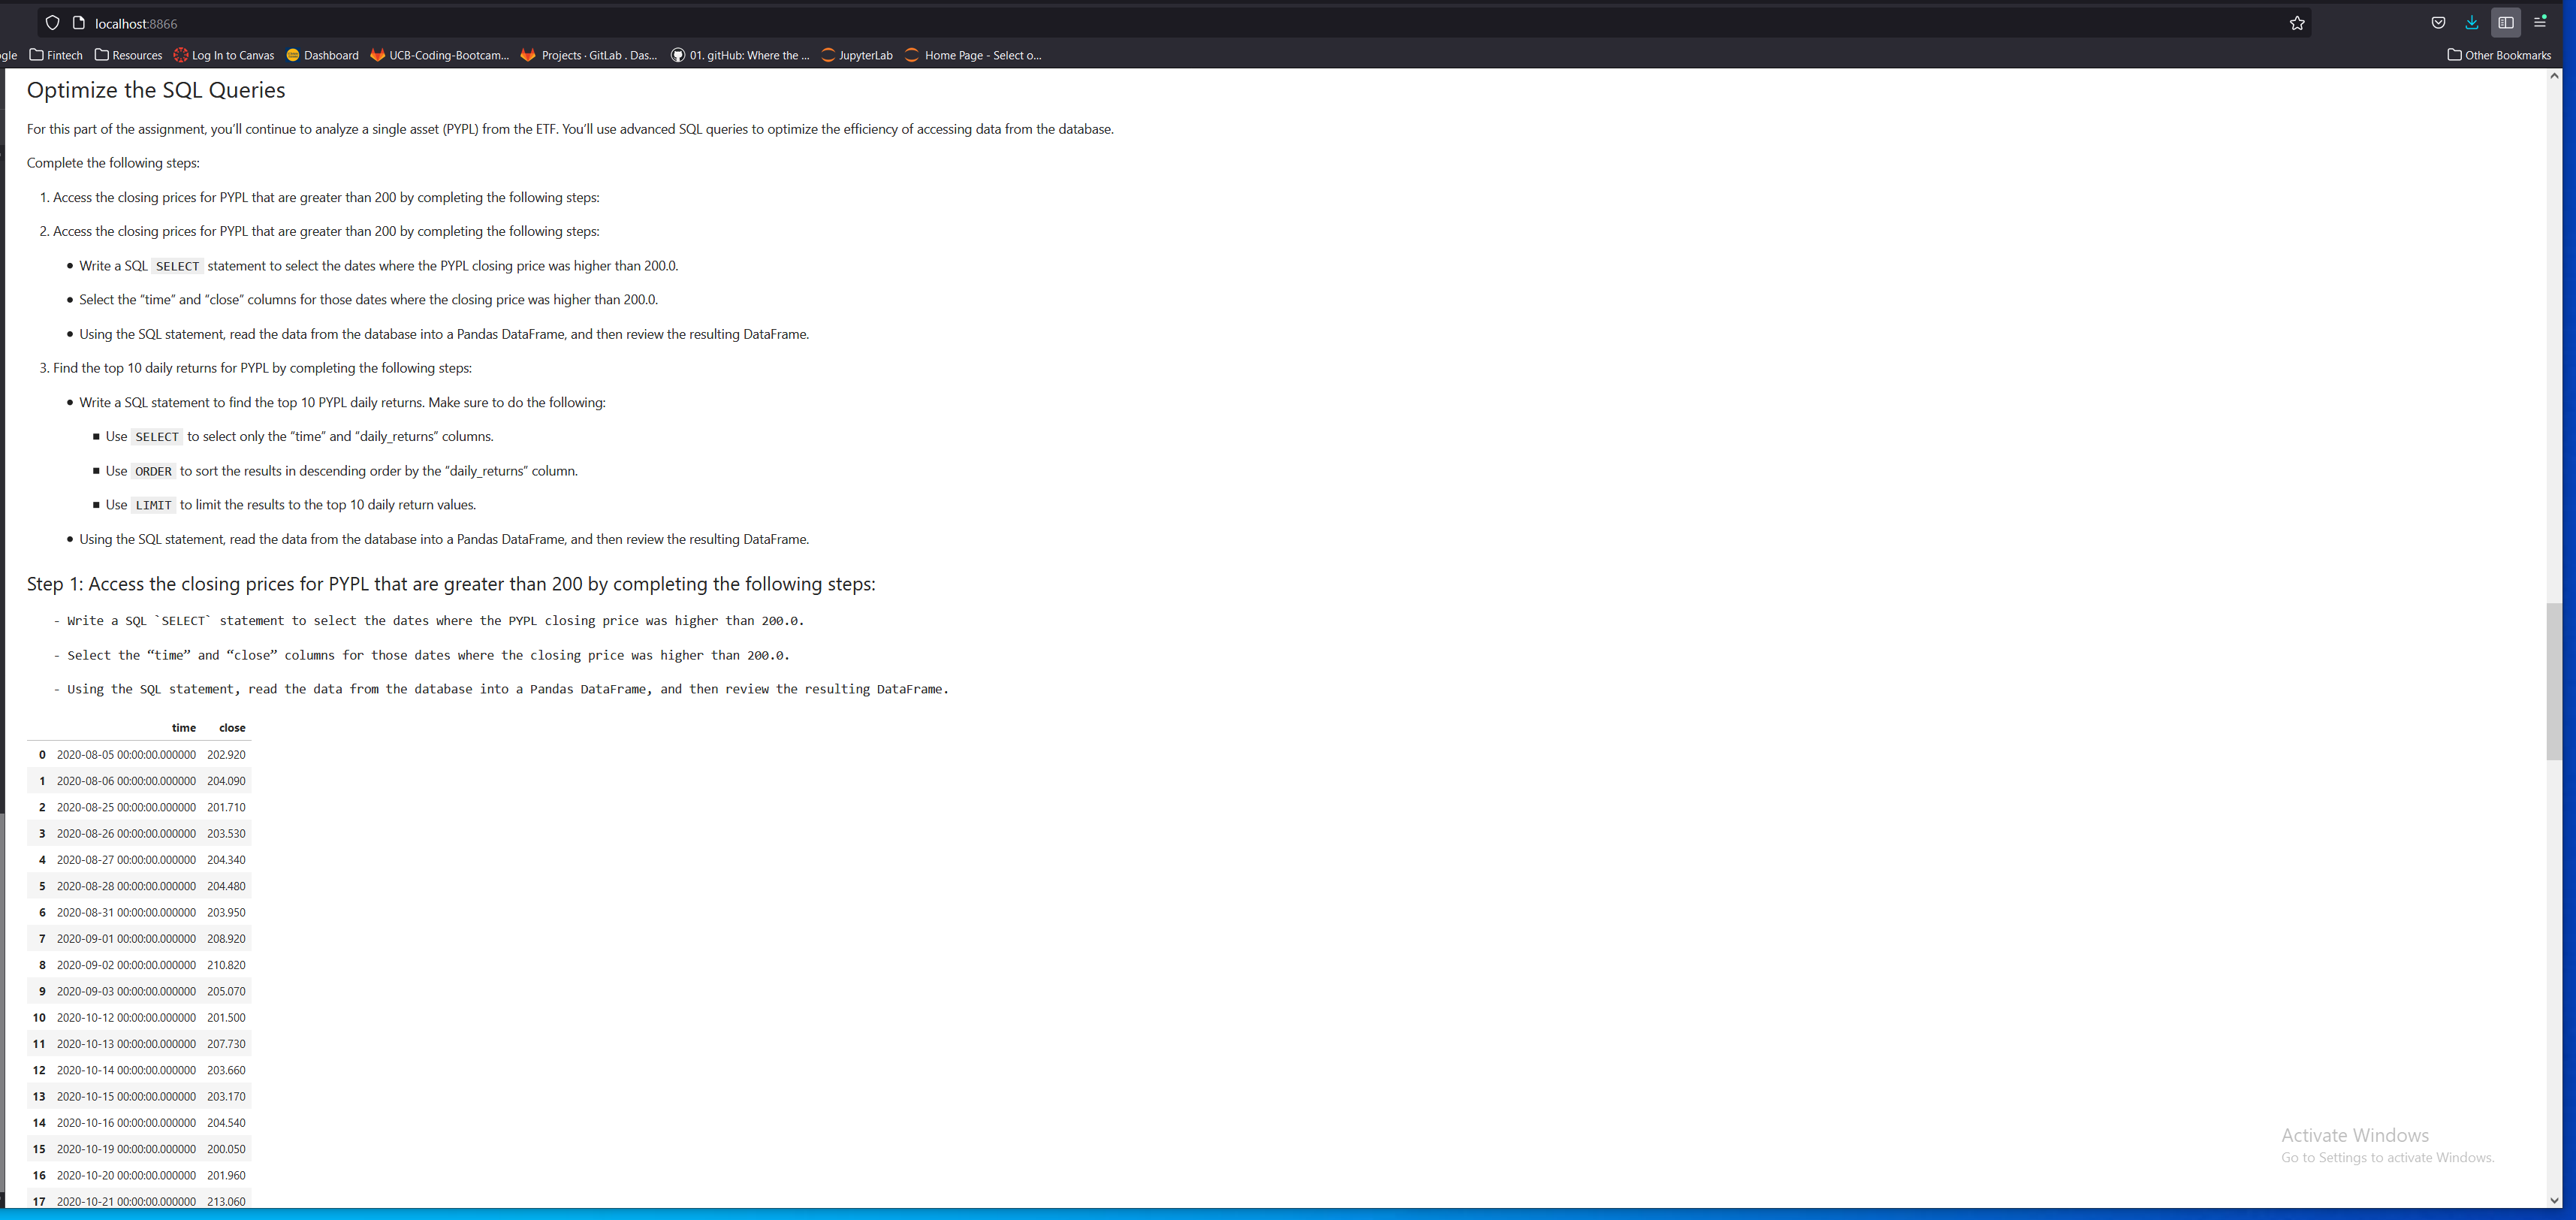 localhost:8866
gle Fintech Resources Log In to Canvas Dashboard UCB-Coding-Bootcam... Projects · GitLab . Das... 01. gitHub: Where the ... JupyterLab Home Page - Select o... Other Bookmarks
Optimize the SQL Queries
For this part of the assignment, you’ll continue to analyze a single asset (PYPL) from the ETF. You’ll use advanced SQL queries to optimize the efficiency of accessing data from the database.
Complete the following steps:
1. Access the closing prices for PYPL that are greater than 200 by completing the following steps:
2. Access the closing prices for PYPL that are greater than 200 by completing the following steps:
• Write a SQL SELECT statement to select the dates where the PYPL closing price was higher than 200.0.
• Select the “time” and “close” columns for those dates where the closing price was higher than 200.0.
• Using the SQL statement, read the data from the database into a Pandas DataFrame, and then review the resulting DataFrame.
3. Find the top 10 daily returns for PYPL by completing the following steps:
• Write a SQL statement to find the top 10 PYPL daily returns. Make sure to do the following:
▪ Use SELECT to select only the “time” and “daily_returns” columns.
▪ Use ORDER to sort the results in descending order by the “daily_returns” column.
▪ Use LIMIT to limit the results to the top 10 daily return values.
• Using the SQL statement, read the data from the database into a Pandas DataFrame, and then review the resulting DataFrame.
Step 1: Access the closing prices for PYPL that are greater than 200 by completing the following steps:
- Write a SQL `SELECT` statement to select the dates where the PYPL closing price was higher than 200.0.
- Select the “time” and “close” columns for those dates where the closing price was higher than 200.0.
- Using the SQL statement, read the data from the database into a Pandas DataFrame, and then review the resulting DataFrame.
time close
0 2020-08-05 00:00:00.000000 202.920
1 2020-08-06 00:00:00.000000 204.090
2 2020-08-25 00:00:00.000000 201.710
3 2020-08-26 00:00:00.000000 203.530
4 2020-08-27 00:00:00.000000 204.340
5 2020-08-28 00:00:00.000000 204.480
6 2020-08-31 00:00:00.000000 203.950
7 2020-09-01 00:00:00.000000 208.920
8 2020-09-02 00:00:00.000000 210.820
9 2020-09-03 00:00:00.000000 205.070
10 2020-10-12 00:00:00.000000 201.500
11 2020-10-13 00:00:00.000000 207.730
12 2020-10-14 00:00:00.000000 203.660
13 2020-10-15 00:00:00.000000 203.170
14 2020-10-16 00:00:00.000000 204.540
15 2020-10-19 00:00:00.000000 200.050
16 2020-10-20 00:00:00.000000 201.960
17 2020-10-21 00:00:00.000000 213.060
Activate Windows
Go to Settings to activate Windows.